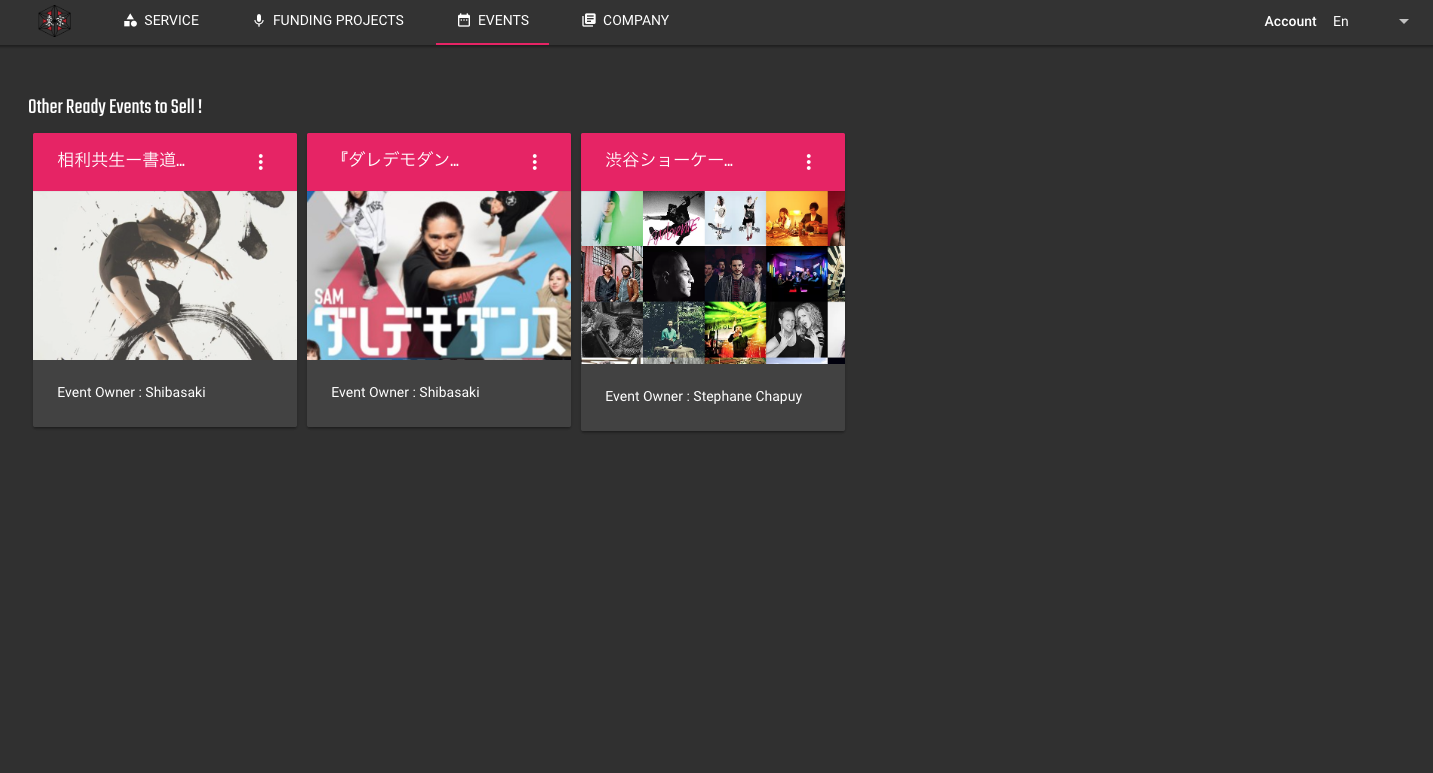 SERVICE
FUNDING PROJECTS
EVENTS
COMPANY
Account
En
Other Ready Events to Sell !
相利共生ー書道...
『ダレデモダン...
渋谷ショーケー...
SAM
ダレデモダンス
Event Owner : Shibasaki
Event Owner : Shibasaki
Event Owner : Stephane Chapuy